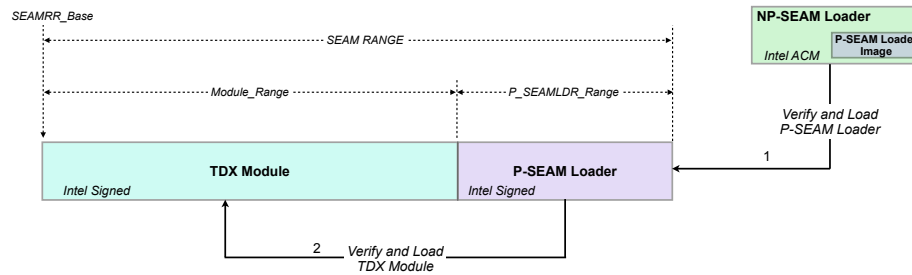 SEAMRR_Base
NP-SEAM Loader
SEAM RANGE
P-SEAM Loader
Image
Intel ACM
Module_Range
P_SEAMLDR_Range
Verify and Load
P-SEAM Loader
1
TDX Module
P-SEAM Loader
Intel Signed
Intel Signed
2
Verify and Load
TDX Module